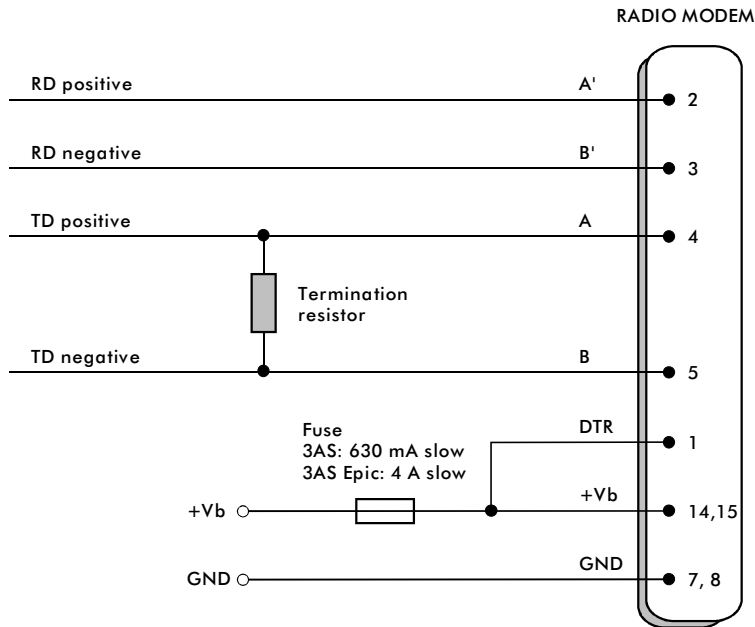 RADIO MODEM
RD positive A' 2
RD negative B' 3
TD positive A 4
Termination
resistor
TD negative B 5
Fuse
3AS: 630 mA slow
3AS Epic: 4 A slow
DTR 1
+Vb +Vb 14,15
GND GND 7, 8